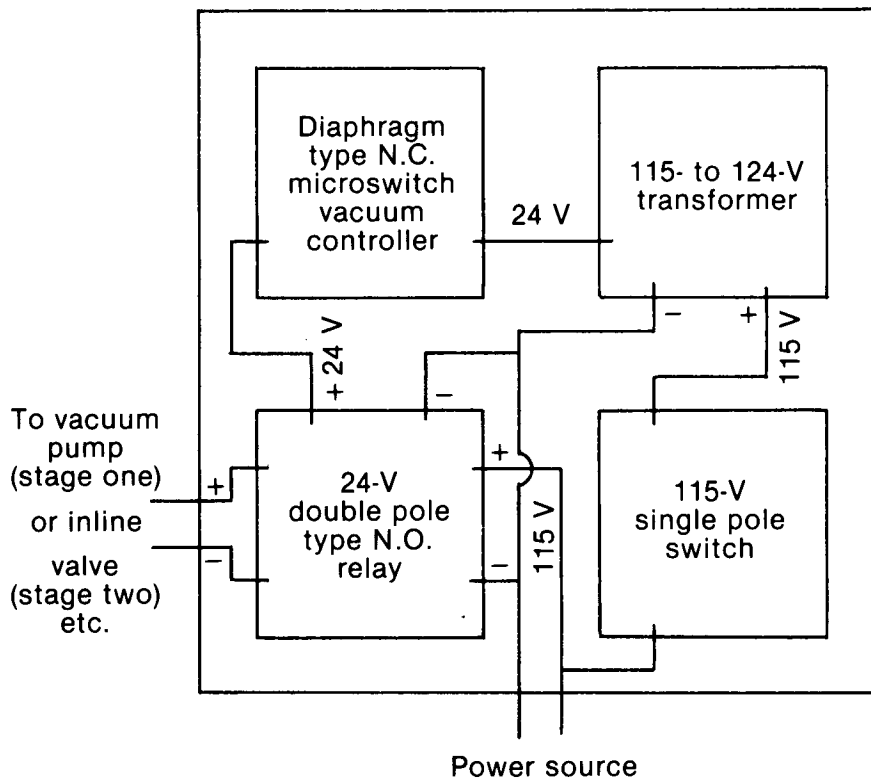 Diaphragm
type N.C.
microswitch
vacuum
controller
115- to 124-V
transformer
24 V
+ 24 V
−
−
+
115 V
To vacuum
pump
(stage one)
or inline
valve
(stage two)
etc.
+
−
24-V
double pole
type N.O.
relay
+
−
115 V
115-V
single pole
switch
Power source